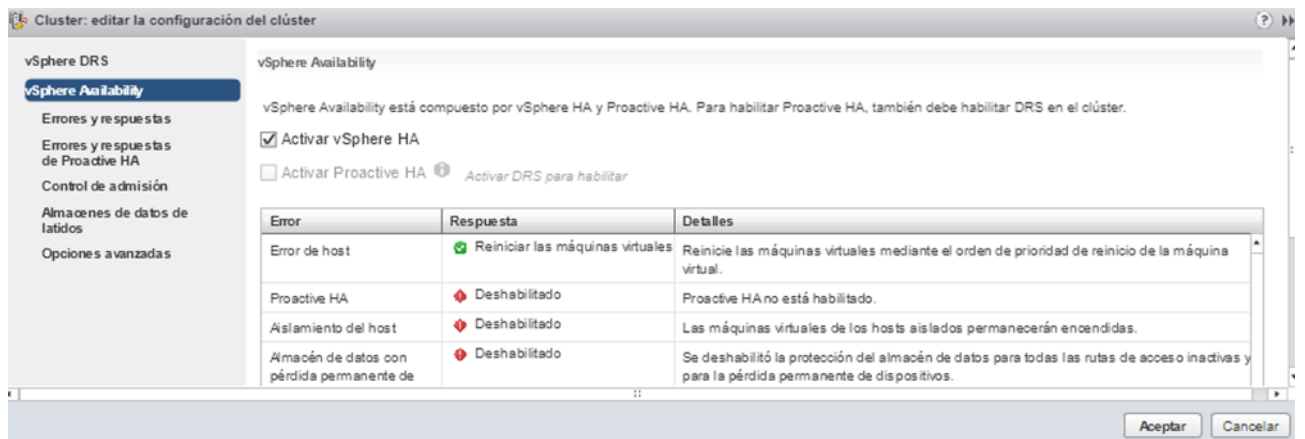 Cluster: editar la configuración del clúster
vSphere DRS
vSphere Availability
Errores y respuestas
Errores y respuestas
de Proactive HA
Control de admisión
Almacenes de datos de
latidos
Opciones avanzadas
vSphere Availability
vSphere Availability está compuesto por vSphere HA y Proactive HA. Para habilitar Proactive HA, también debe habilitar DRS en el clúster.
Activar vSphere HA
Activar Proactive HA Activar DRS para habilitar
Error Respuesta Detalles
Error de host Reiniciar las máquinas virtuales Reinicie las máquinas virtuales mediante el orden de prioridad de reinicio de la máquina
virtual.
Proactive HA Deshabilitado Proactive HA no está habilitado.
Aislamiento del host Deshabilitado Las máquinas virtuales de los hosts aislados permanecerán encendidas.
Almacén de datos con Deshabilitado Se deshabilitó la protección del almacén de datos para todas las rutas de acceso inactivas y
pérdida permanente de para la pérdida permanente de dispositivos.
Aceptar Cancelar